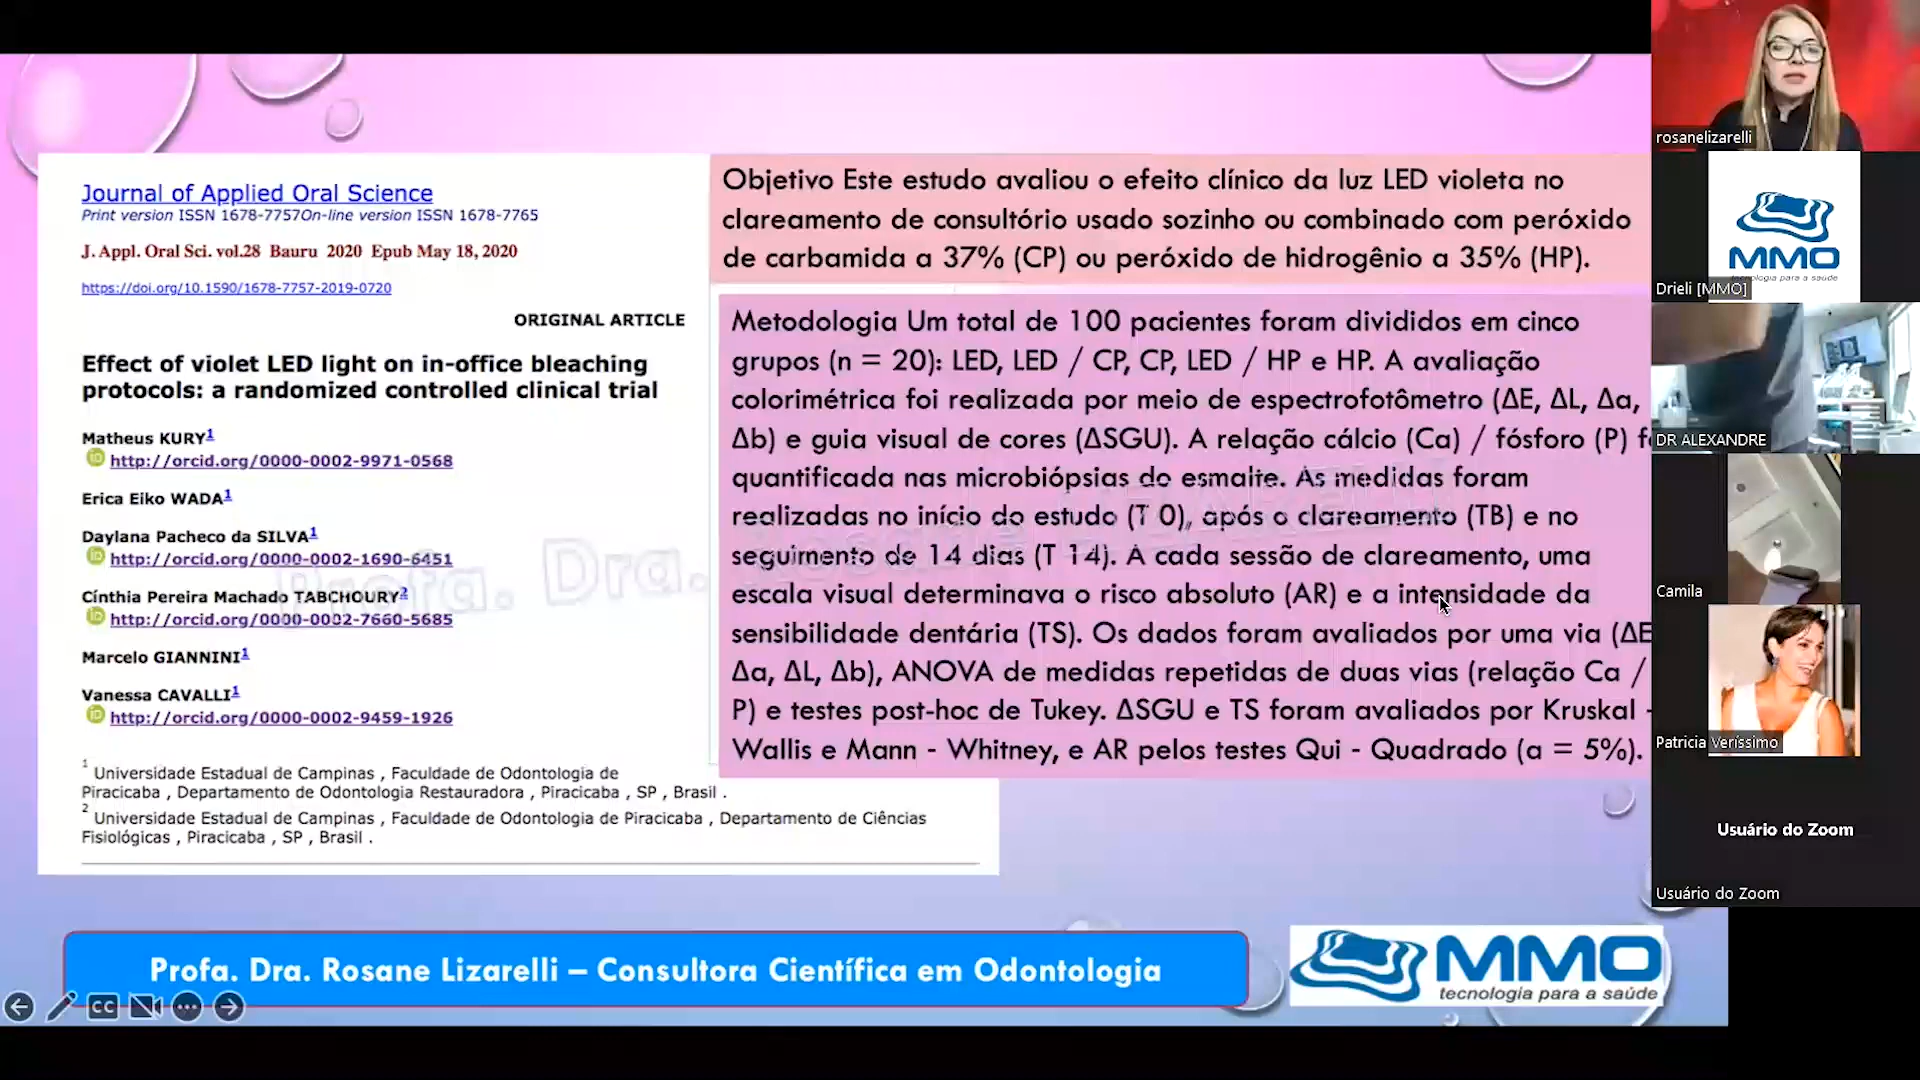 Journal of Applied Oral Science
Print version ISSN 1678-7757On-line version ISSN 1678-7765
J. Appl. Oral Sci. vol.28 Bauru 2020 Epub May 18, 2020
https://doi.org/10.1590/1678-7757-2019-0720
ORIGINAL ARTICLE
Effect of violet LED light on in-office bleaching
protocols: a randomized controlled clinical trial
Matheus KURY1
http://orcid.org/0000-0002-9971-0568
Erica Eiko WADA1
Daylana Pacheco da SILVA1
http://orcid.org/0000-0002-1690-6451
Cínthia Pereira Machado TABCHOURY2
http://orcid.org/0000-0002-7660-5685
Marcelo GIANNINI1
Vanessa CAVALLI1
http://orcid.org/0000-0002-9459-1926
1 Universidade Estadual de Campinas , Faculdade de Odontologia de
Piracicaba , Departamento de Odontologia Restauradora , Piracicaba , SP , Brasil .
2 Universidade Estadual de Campinas , Faculdade de Odontologia de Piracicaba , Departamento de Ciências
Fisiológicas , Piracicaba , SP , Brasil .
Objetivo Este estudo avaliou o efeito clínico da luz LED violeta no
clareamento de consultório usado sozinho ou combinado com peróxido
de carbamida a 37% (CP) ou peróxido de hidrogênio a 35% (HP).
Metodologia Um total de 100 pacientes foram divididos em cinco
grupos (n = 20): LED, LED / CP, CP, LED / HP e HP. A avaliação
colorimétrica foi realizada por meio de espectrofotômetro (ΔE, ΔL, Δa,
Δb) e guia visual de cores (ΔSGU). A relação cálcio (Ca) / fósforo (P)
quantificada nas microbiópsias do esmalte. As medidas foram
realizadas no início do estudo (T 0), após o clareamento (TB) e no
seguimento de 14 dias (T 14). A cada sessão de clareamento, uma
escala visual determinava o risco absoluto (AR) e a intensidade da
sensibilidade dentária (TS). Os dados foram avaliados por uma via (ΔE
Δa, ΔL, Δb), ANOVA de medidas repetidas de duas vias (relação Ca /
P) e testes post-hoc de Tukey. ΔSGU e TS foram avaliados por Kruskal -
Wallis e Mann - Whitney, e AR pelos testes Qui - Quadrado (a = 5%).
Profa. Dra.
Profa. Dra. Rosane Lizarelli – Consultora Científica em Odontologia
MMO
tecnologia para a saúde
CC
rosanelizarelli
MMO
tecnologia para a saúde
Drieli [MMO]
DR ALEXANDRE
Camila
Patricia Veríssimo
Usuário do Zoom
Usuário do Zoom